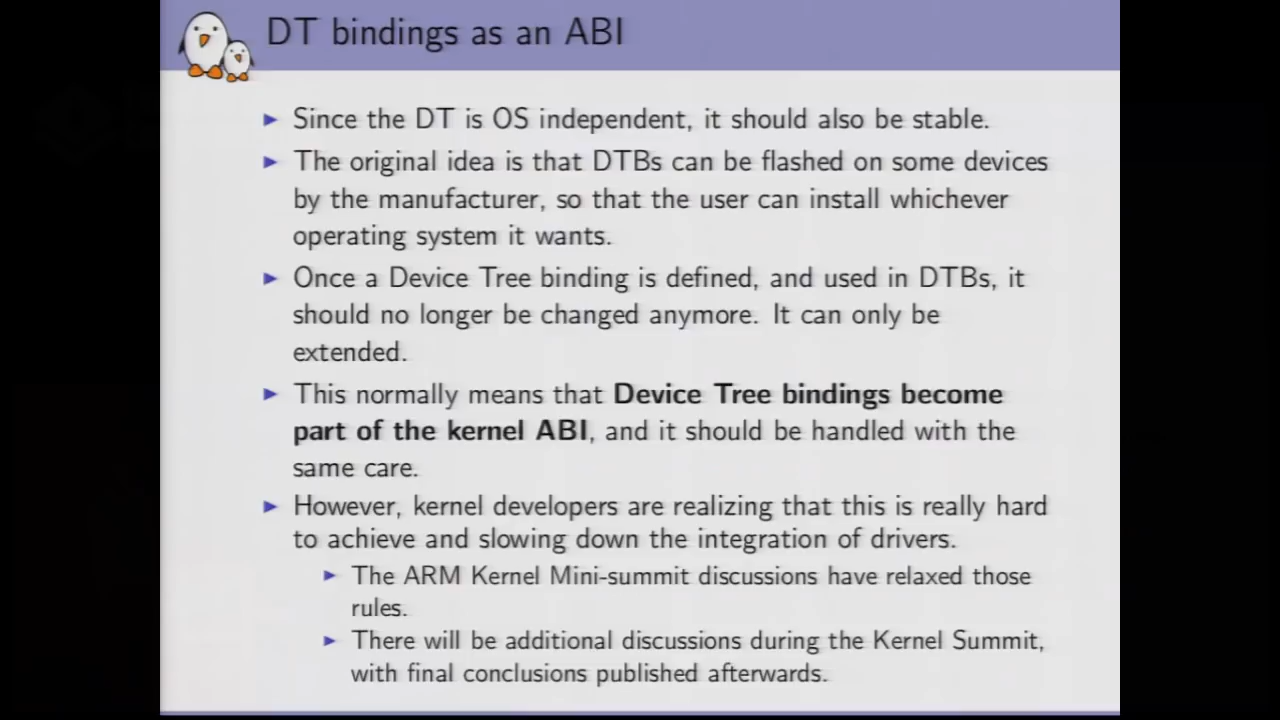 DT bindings as an ABI
Since the DT is OS independent, it should also be stable.
The original idea is that DTBs can be flashed on some devices
by the manufacturer, so that the user can install whichever
operating system it wants.
Once a Device Tree binding is defined, and used in DTBs, it
should no longer be changed anymore. It can only be
extended.
This normally means that Device Tree bindings become
part of the kernel ABI, and it should be handled with the
same care.
However, kernel developers are realizing that this is really hard
to achieve and slowing down the integration of drivers.
The ARM Kernel Mini-summit discussions have relaxed those
rules.
There will be additional discussions during the Kernel Summit,
with final conclusions published afterwards.